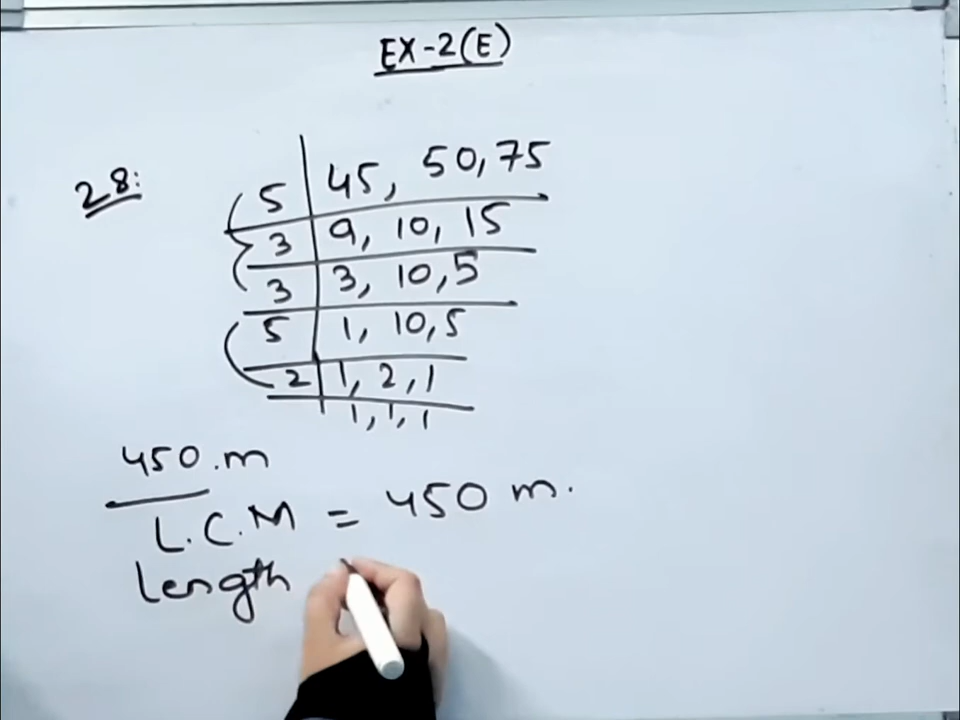 EX-2(E)
28:
5 | 45, 50, 75
3 | 9, 10, 15
3 | 3, 10, 5
5 | 1, 10, 5
2 | 1, 2, 1
1, 1, 1
450.m
L.C.M = 450 m.
length